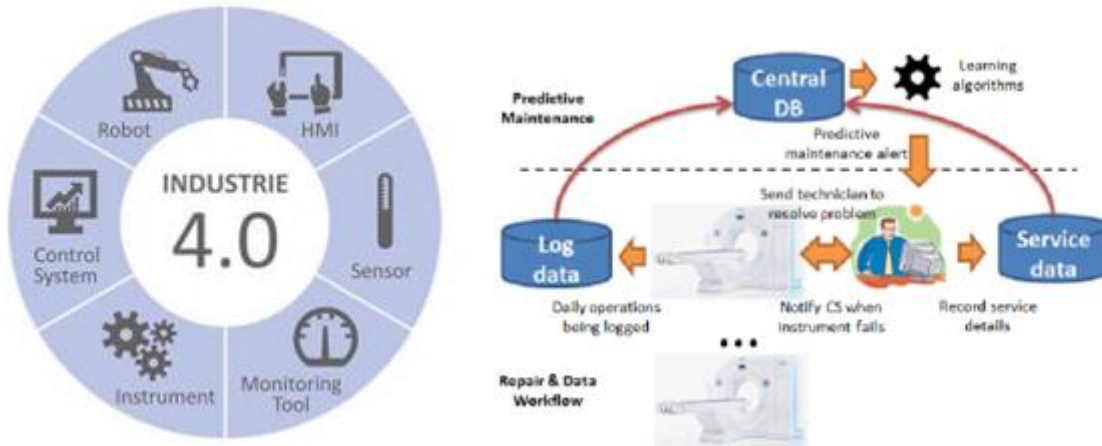 Robot
HMI
INDUSTRIE
4.0
Control
System
Sensor
Instrument
Monitoring
Tool
Central
DB
Learning
algorithms
Predictive
Maintenance
Predictive
maintenance alert
Send technician to
resolve problem
Log
data
Service
data
Daily operations
being logged
Notify CS when
instrument fails
Record service
details
...
Repair & Data
Workflow